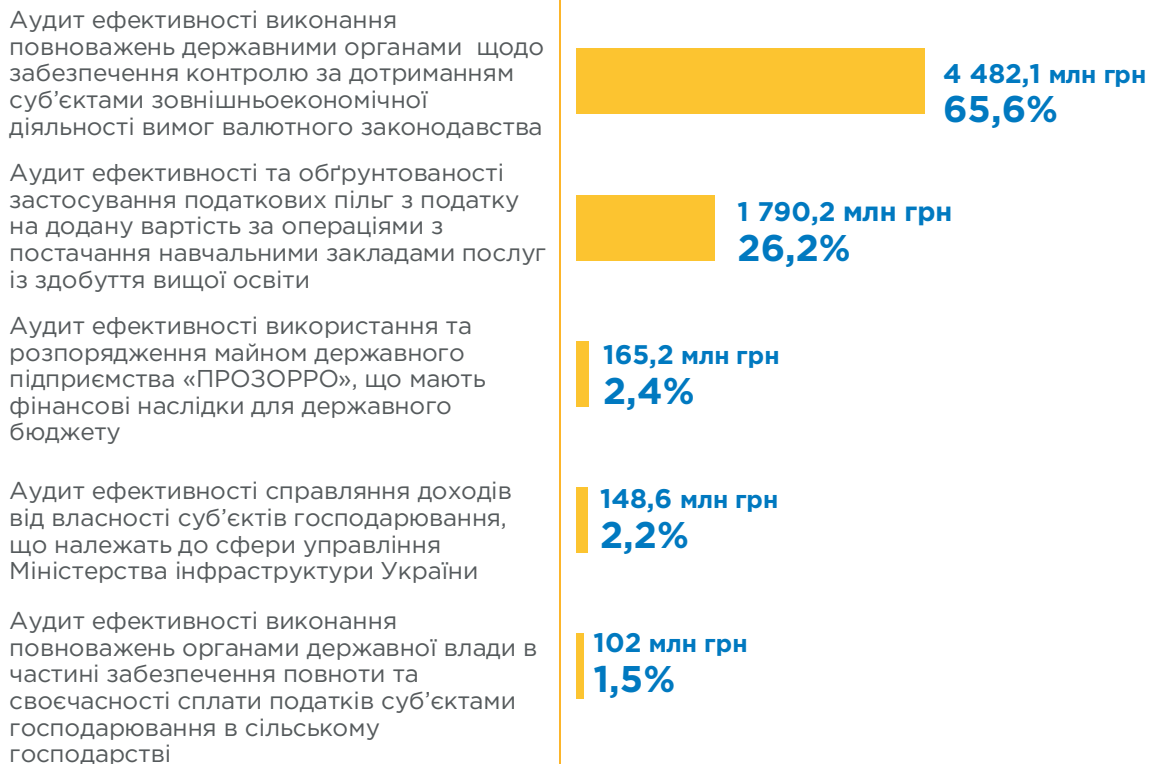 Аудит ефективності виконання
повноважень державними органами щодо
забезпечення контролю за дотриманням
суб’єктами зовнішньоекономічної
діяльності вимог валютного законодавства
4 482,1 млн грн
65,6%
Аудит ефективності та обґрунтованості
застосування податкових пільг з податку
на додану вартість за операціями з
постачання навчальними закладами послуг
із здобуття вищої освіти
1 790,2 млн грн
26,2%
Аудит ефективності використання та
розпорядження майном державного
підприємства «ПРОЗОРРО», що мають
фінансові наслідки для державного
бюджету
165,2 млн грн
2,4%
Аудит ефективності справляння доходів
від власності суб’єктів господарювання,
що належать до сфери управління
Міністерства інфраструктури України
148,6 млн грн
2,2%
Аудит ефективності виконання
повноважень органами державної влади в
частині забезпечення повноти та
своєчасності сплати податків суб’єктами
господарювання в сільському
господарстві
102 млн грн
1,5%